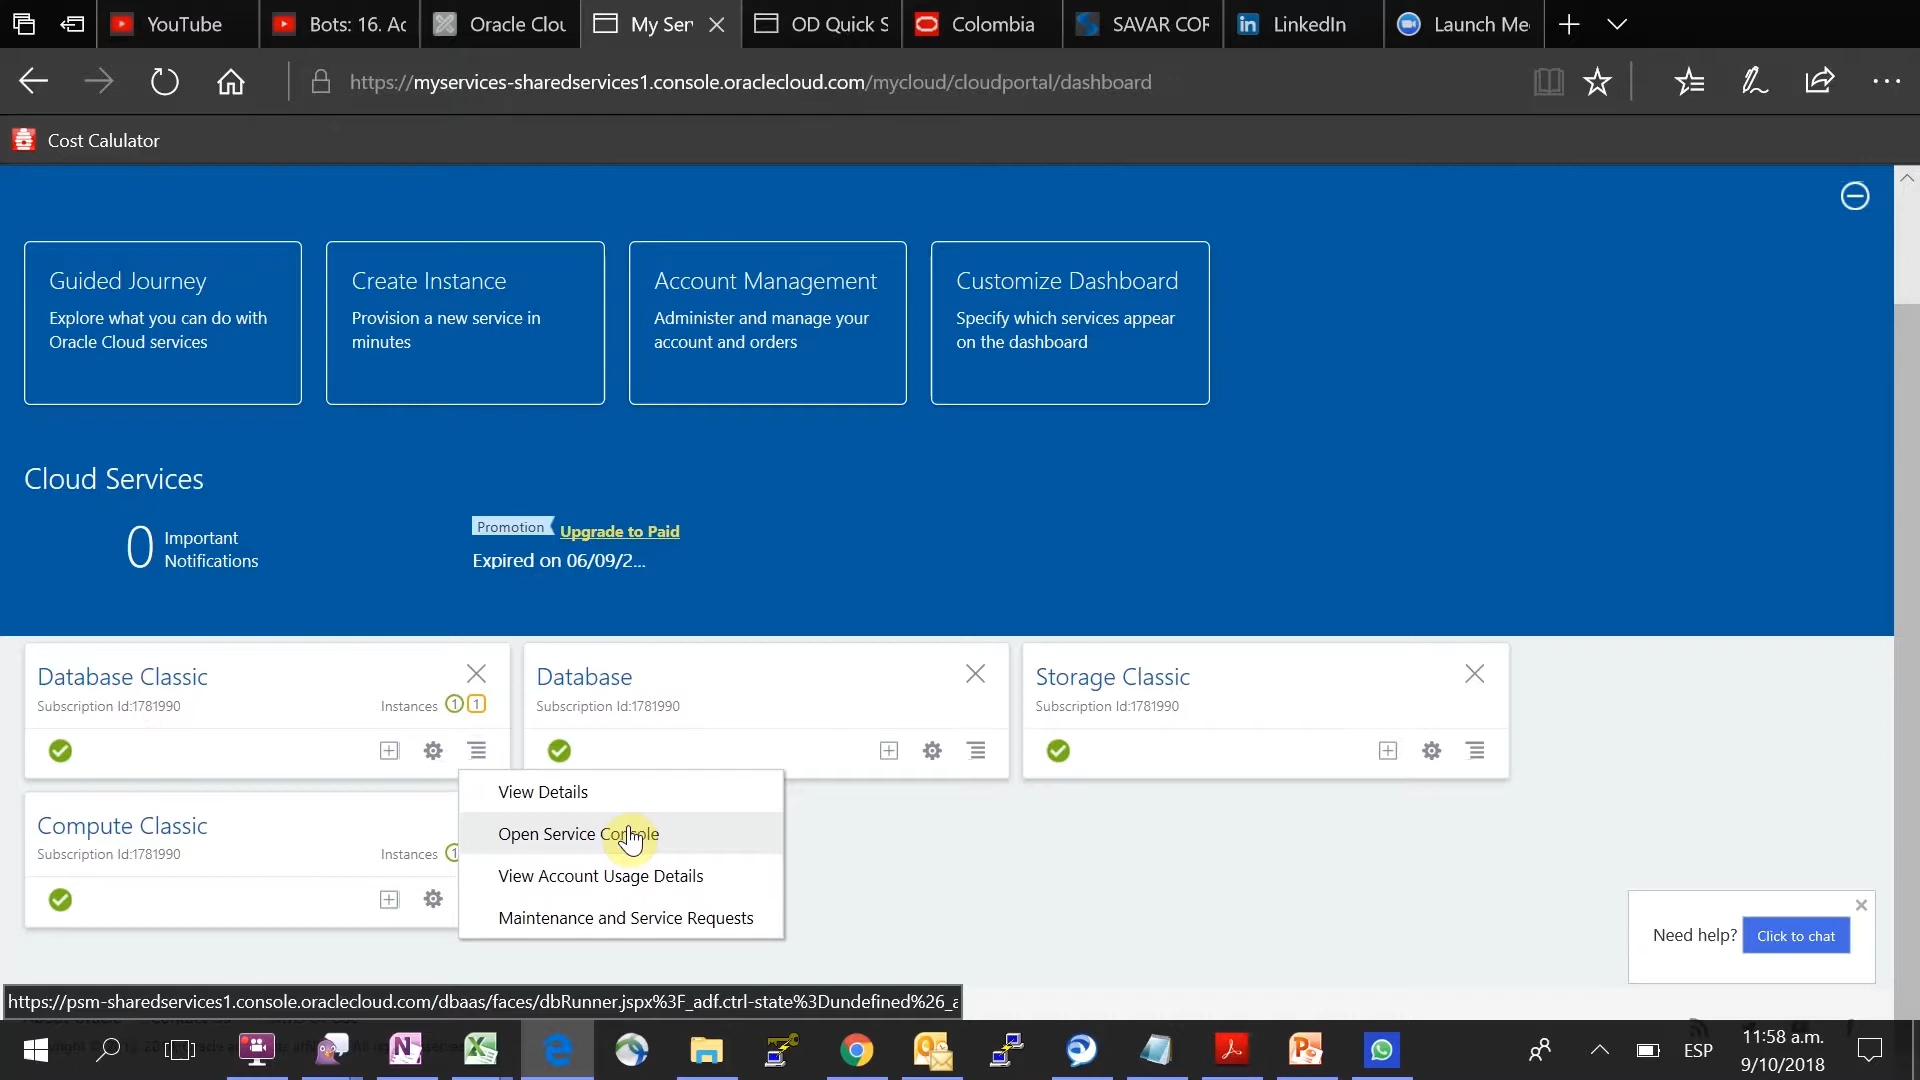 YouTube
Bots: 16. Ac
Oracle Clou
My Ser
OD Quick S
Colombia
SAVAR COR
LinkedIn
Launch Me
https://myservices-sharedservices1.console.oraclecloud.com/mycloud/cloudportal/dashboard
Cost Calulator
Guided Journey
Explore what you can do with
Oracle Cloud services
Create Instance
Provision a new service in
minutes
Account Management
Administer and manage your
account and orders
Customize Dashboard
Specify which services appear
on the dashboard
Cloud Services
0 Important
Notifications
Promotion Upgrade to Paid
Expired on 06/09/2...
Database Classic
Subscription Id:1781990
Instances 1 1
Database
Subscription Id:1781990
Storage Classic
Subscription Id:1781990
Compute Classic
Subscription Id:1781990
Instances 1
View Details
Open Service Console
View Account Usage Details
Maintenance and Service Requests
Need help? Click to chat
https://psm-sharedservices1.console.oraclecloud.com/dbaas/faces/dbRunner.jspx%3F_adf.ctrl-state%3Dundefined%26_a
ESP
11:58 a.m.
9/10/2018